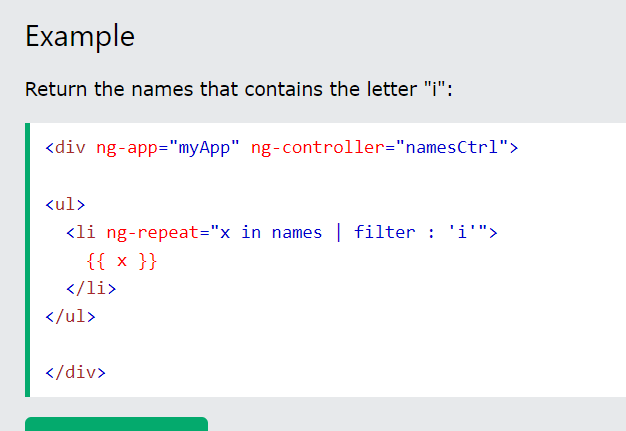 Example
Return the names that contains the letter "i":
<div ng-app="myApp" ng-controller="namesCtrl">
<ul>
<li ng-repeat="x in names | filter : 'i'">
{{ x }}
</li>
</ul>
</div>